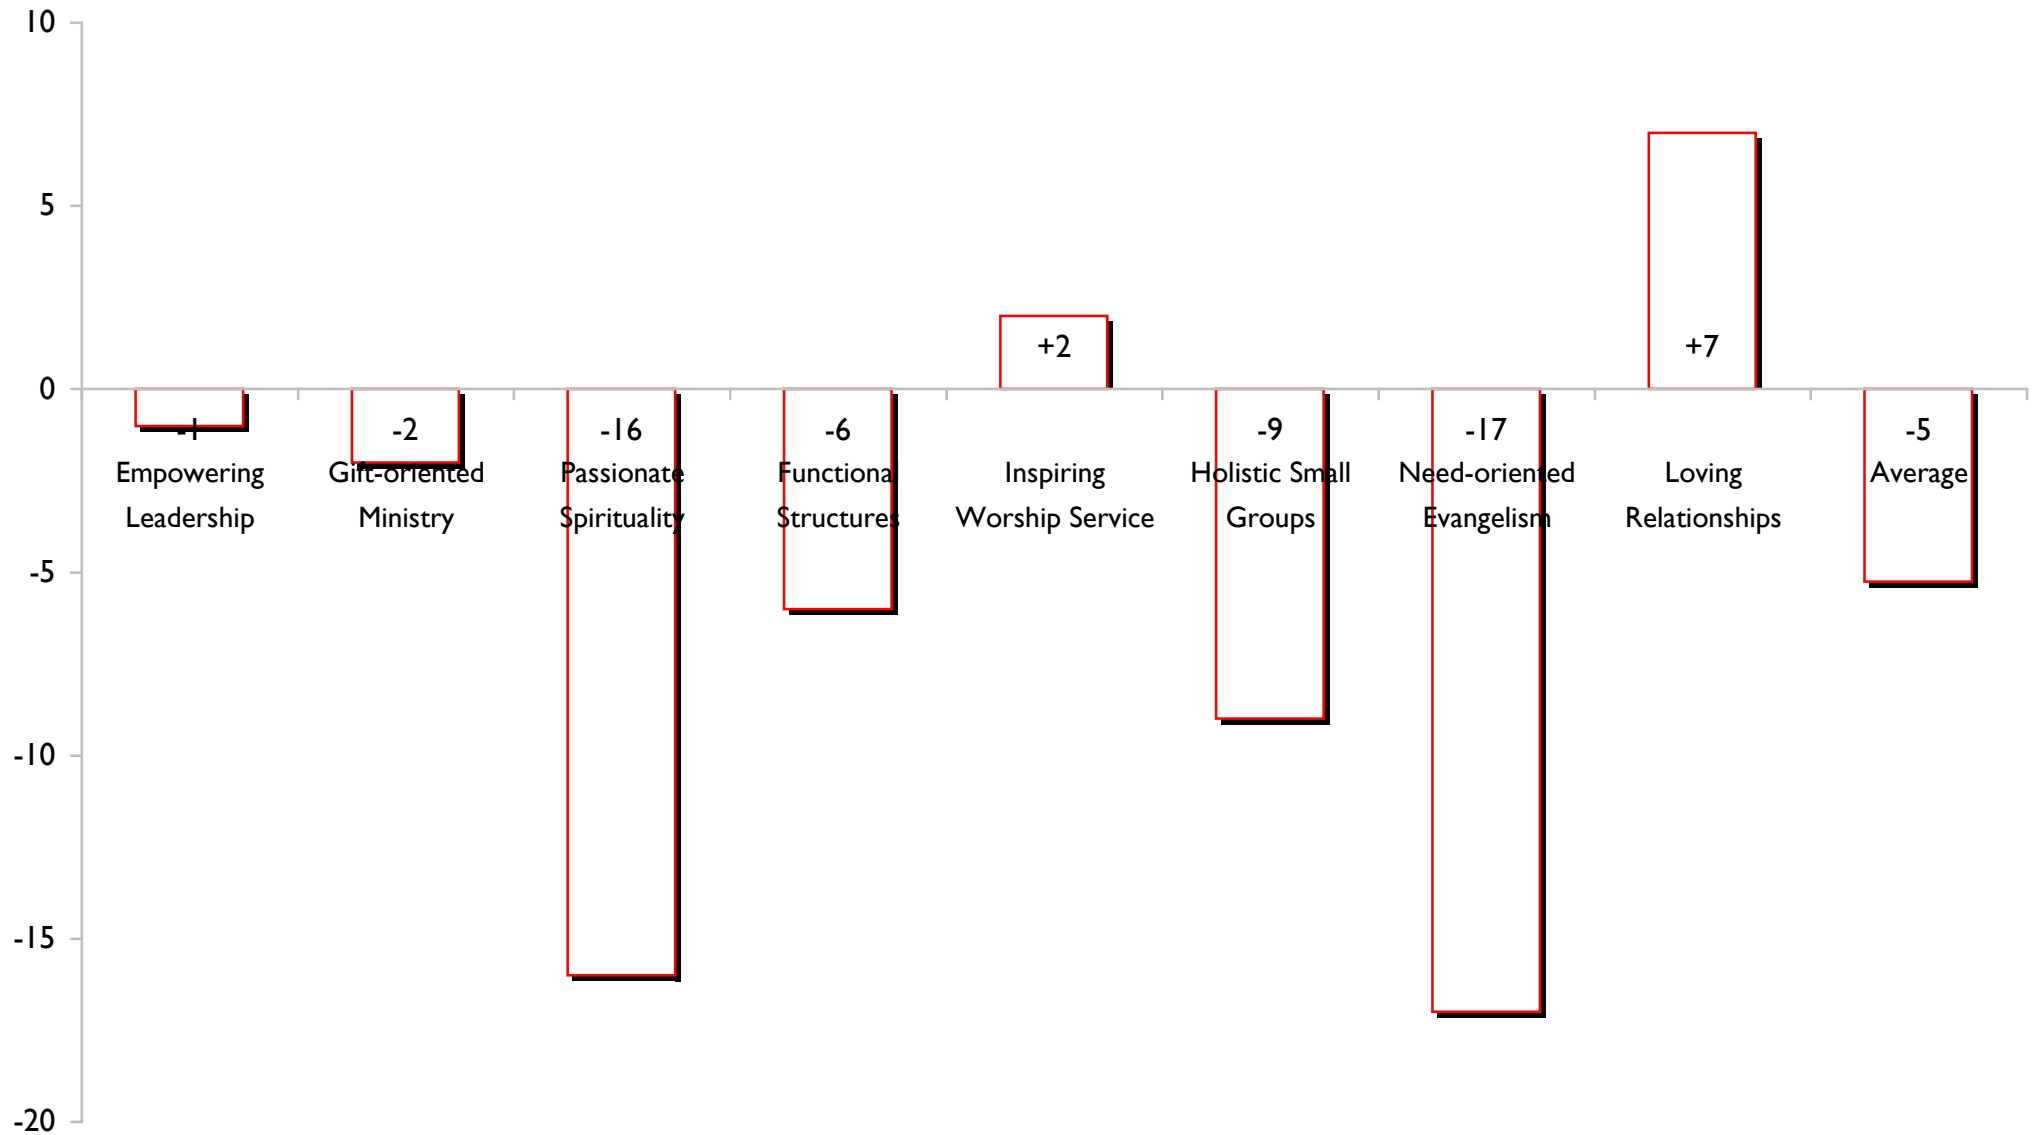 10
5
0
-5
-10
-15
-20
-1
-2
-16
-6
+2
-9
-17
+7
-5
Empowering
Leadership
Gift-oriented
Ministry
Passionate
Spirituality
Functional
Structures
Inspiring
Worship Service
Holistic Small
Groups
Need-oriented
Evangelism
Loving
Relationships
Average